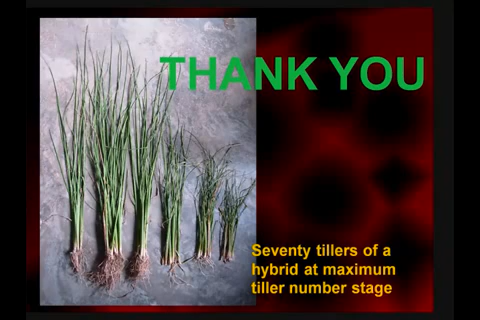 THANK YOU
Seventy tillers of a
hybrid at maximum
tiller number stage